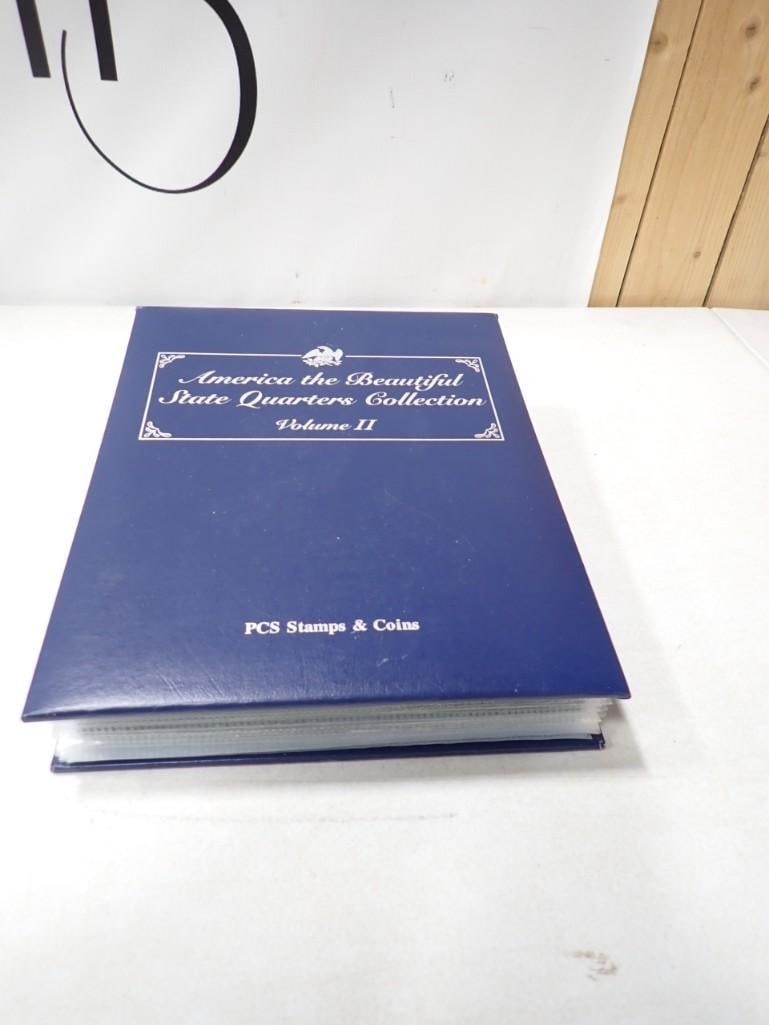 America the Beautiful
State Quarters Collection
Volume II
PCS Stamps & Coins